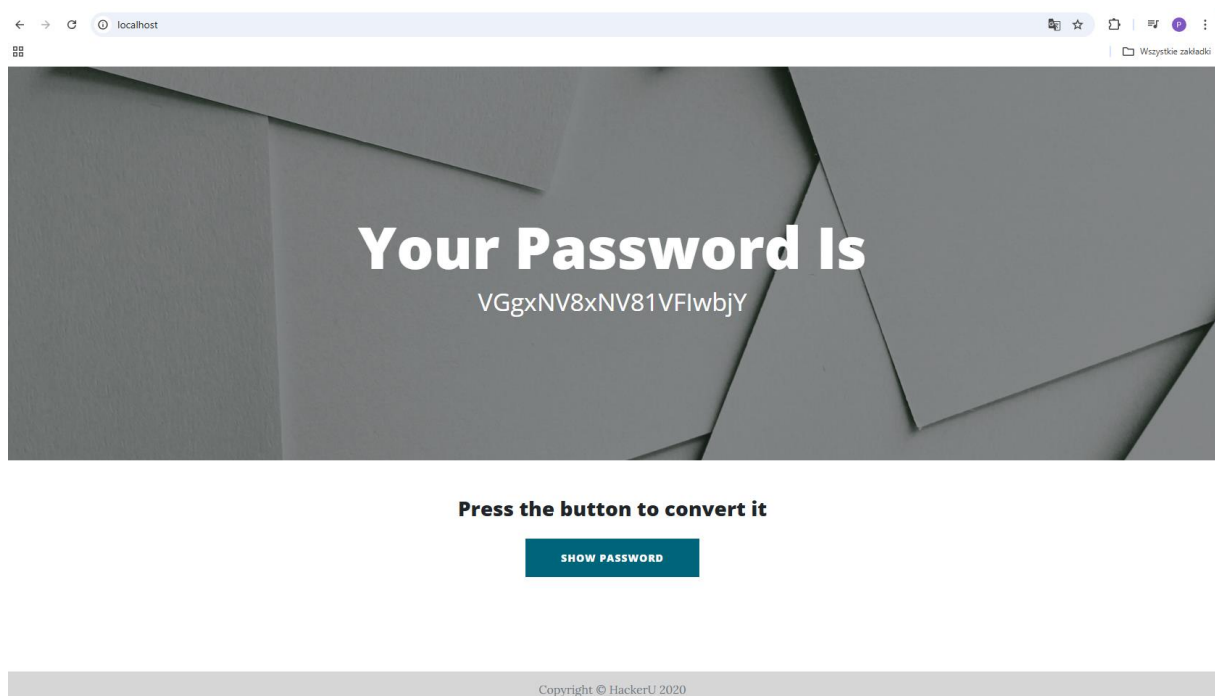 localhost
Wszystkie zakładki
Your Password Is
VGgxNV8xNV81VFIwbjY
Press the button to convert it
SHOW PASSWORD
Copyright © HackerU 2020